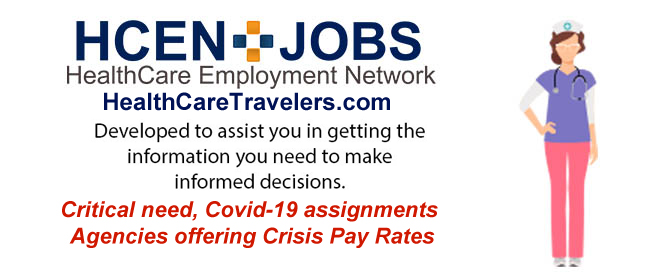 HCEN JOBS
HealthCare Employment Network
HealthCareTravelers.com
Developed to assist you in getting the
information you need to make
informed decisions.
Critical need, Covid-19 assignments
Agencies offering Crisis Pay Rates